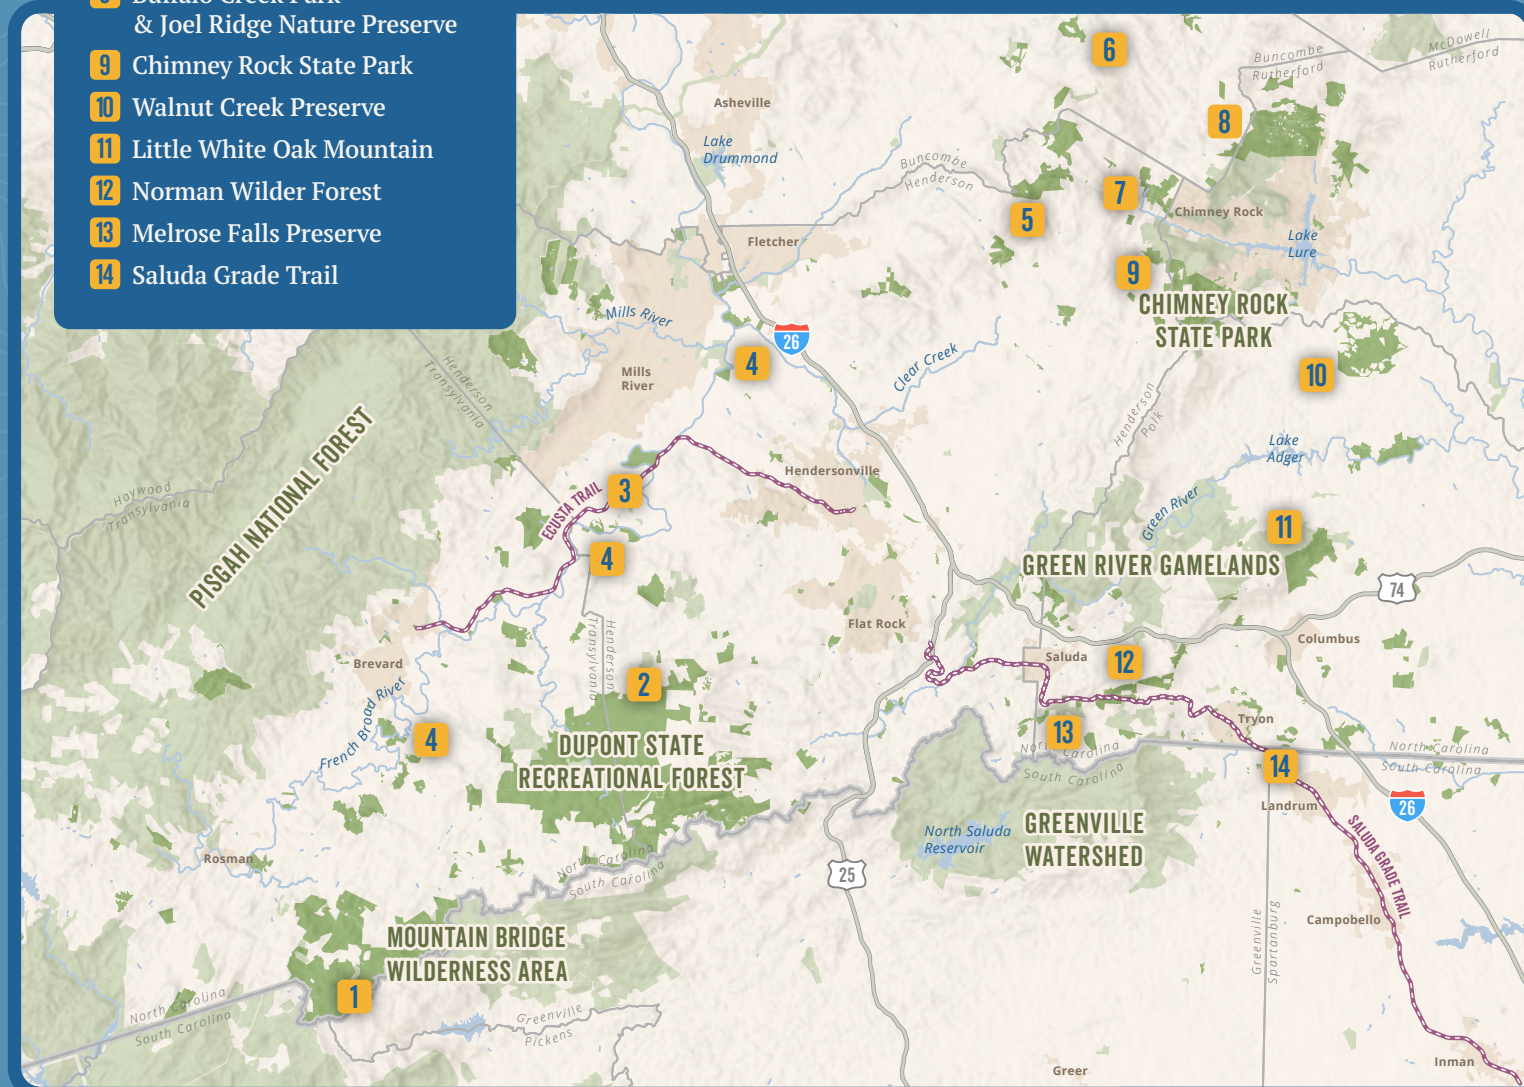 8 Buffalo Creek Park
& Joel Ridge Nature Preserve
9 Chimney Rock State Park
10 Walnut Creek Preserve
11 Little White Oak Mountain
12 Norman Wilder Forest
13 Melrose Falls Preserve
14 Saluda Grade Trail
6
McDowell
Rutherford
Buncombe
Rutherford
Asheville
8
Lake
Drummond
Buncombe
Henderson
7
5
Chimney Rock
Fletcher
Lake
Lure
9
CHIMNEY ROCK
STATE PARK
Mills River
26
4
Clear Creek
Mills
River
10
Henderson
Transylvania
Henderson
Polk
PISGAH NATIONAL FOREST
Lake
Adger
Hendersonville
Haywood
Transylvania
3
ECUSTA TRAIL
Green River
11
4
GREEN RIVER GAMELANDS
74
Flat Rock
Columbus
Transylvania
Henderson
Brevard
Saluda
12
2
French Broad River
4
13
Tryon
DUPONT STATE
RECREATIONAL FOREST
North Carolina
South Carolina
North Carolina
South Carolina
14
Landrum
26
North Saluda
Reservoir
GREENVILLE
WATERSHED
SALUDA GRADE TRAIL
Rosman
North Carolina
South Carolina
25
Campobello
MOUNTAIN BRIDGE
WILDERNESS AREA
Greenville
Spartanburg
1
North Carolina
South Carolina
Greenville
Pickens
Greer
Inman